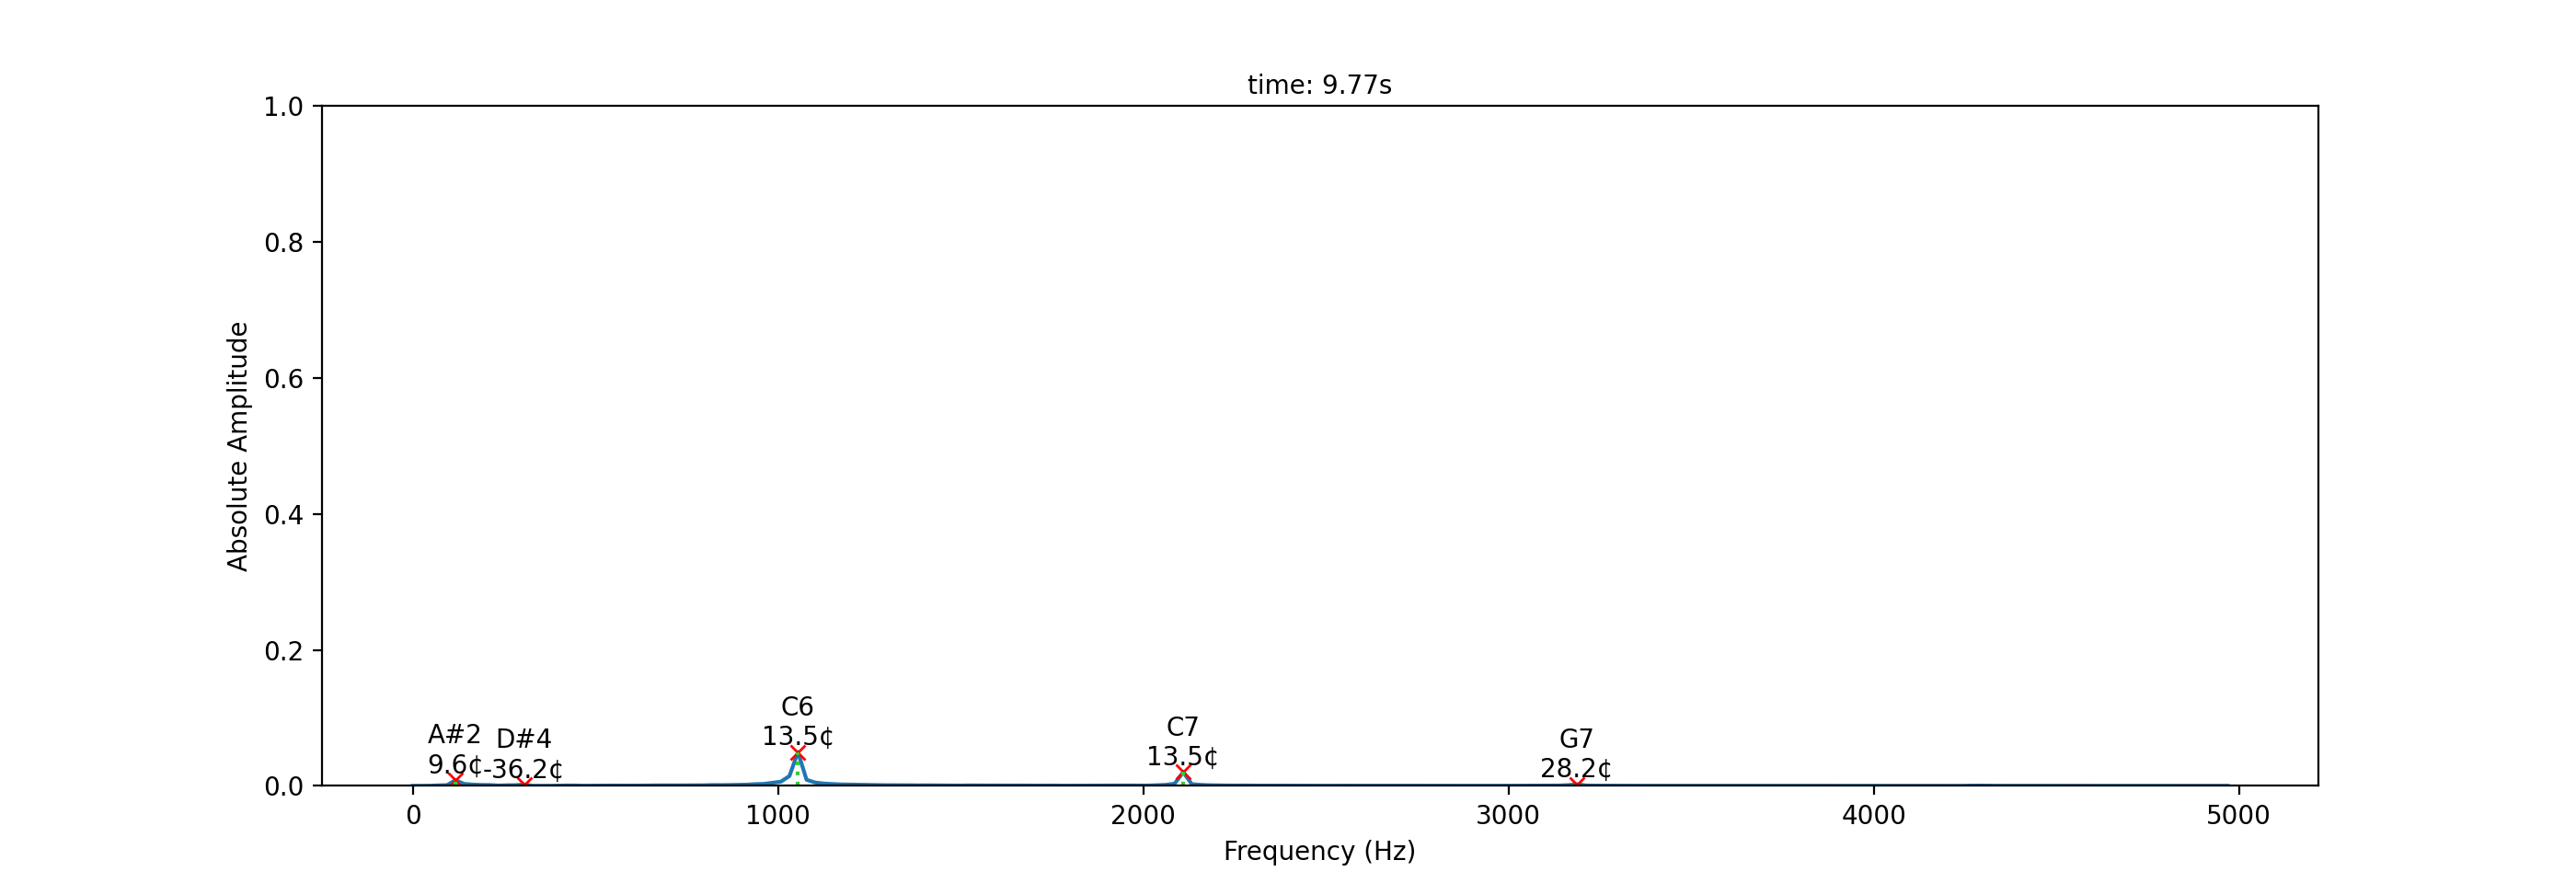 time: 9.77s
1.0
0.8
0.6
0.4
0.2
0.0
Absolute Amplitude
A#2
9.6¢
D#4
-36.2¢
C6
13.5¢
C7
13.5¢
G7
28.2¢
0 1000 2000 3000 4000 5000
Frequency (Hz)